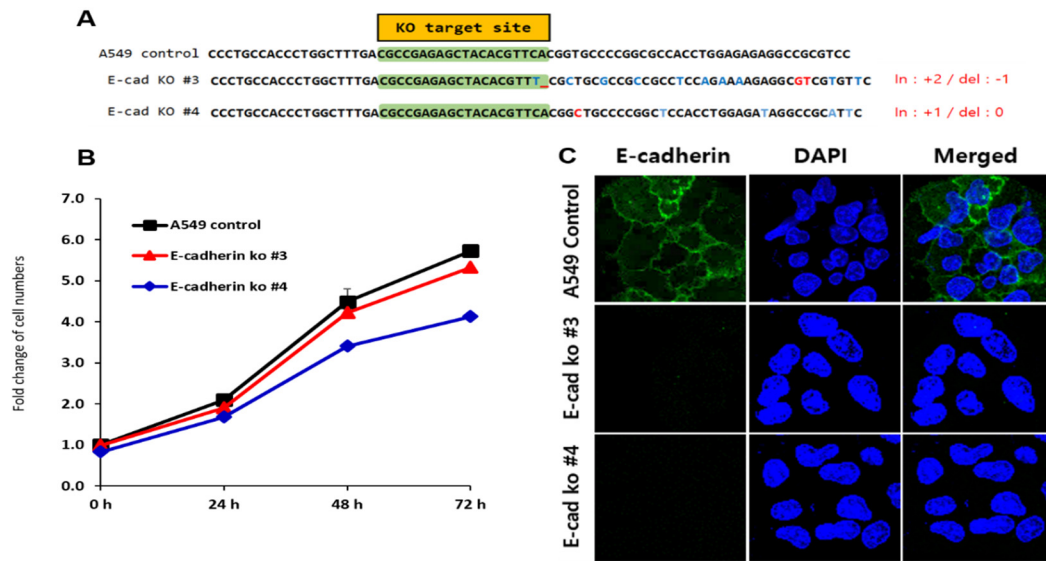 A
KO target site
A549 control CCCTGCCACCCTGGCTTTGACGCCGAGAGCTACACGTTCACGGTGCCCCGGCGCCACCTGGAGAGAGGCCGCGTCC
E-cad KO #3 CCCTGCCACCCTGGCTTTGACGCCGAGAGCTACACGTTT_CGCTGCGCCGCCGCCTCCAGAAAAGAGGCGTCGTGTTC In : +2 / del : -1
E-cad KO #4 CCCTGCCACCCTGGCTTTGACGCCGAGAGCTACACGTTCACGGCTGCCCCGGCTCCACCTGGAGATAGGCCGCATTC In : +1 / del : 0
B
Fold change of cell numbers
7.0
6.0
5.0
4.0
3.0
2.0
1.0
0.0
A549 control
E-cadherin ko #3
E-cadherin ko #4
0 h 24 h 48 h 72 h
C
E-cadherin DAPI Merged
A549 Control
E-cad ko #3
E-cad ko #4